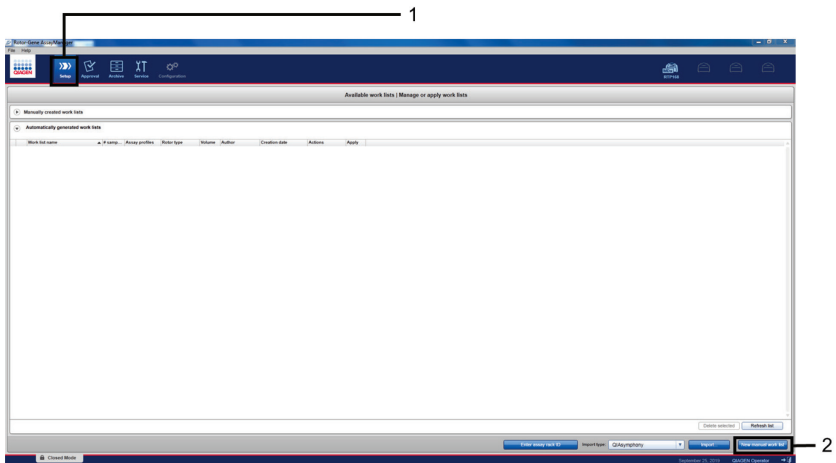 1
Rotor-Gene AssayManager
File Help
QIAGEN
Setup Approval Archive Service Configuration
Available work lists | Manage or apply work lists
Manually created work lists
Automatically generated work lists
Work list name # samp... Assay profiles Rotor type Volume Author Creation date Actions Apply
Delete selected Refresh list
Enter assay rack ID Import type: QIAsymphony Import... New manual work list
2
Closed Mode QIAGEN Operator